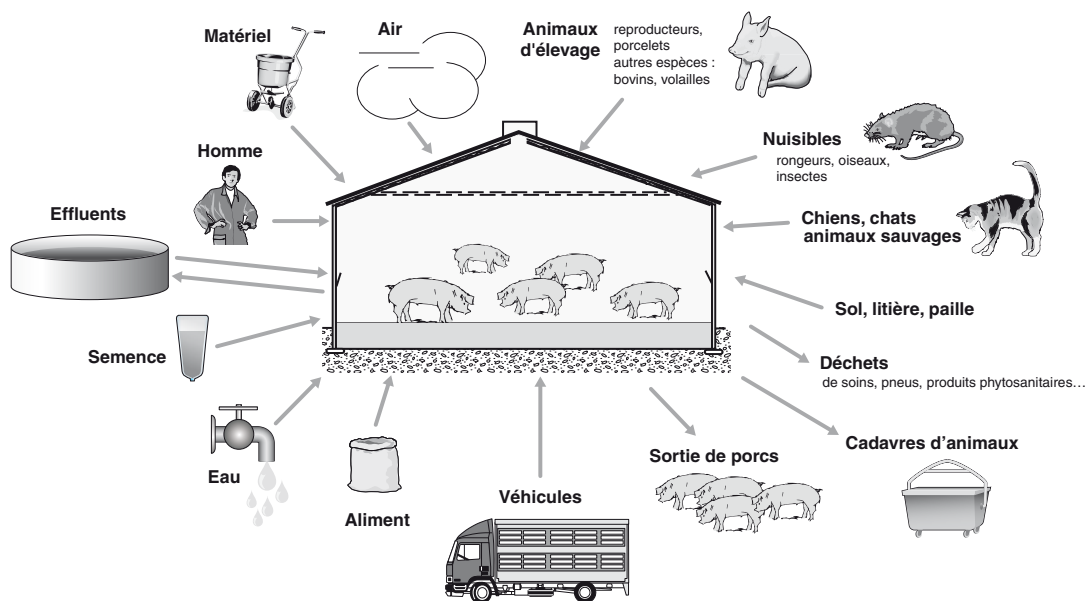 Matériel
Air
Animaux
d'élevage
reproducteurs,
porcelets
autres espèces :
bovins, volailles
Nuisibles
rongeurs, oiseaux,
insectes
Homme
Chiens, chats
animaux sauvages
Effluents
Sol, litière, paille
Semence
Déchets
de soins, pneus, produits phytosanitaires…
Eau
Aliment
Véhicules
Sortie de porcs
Cadavres d’animaux